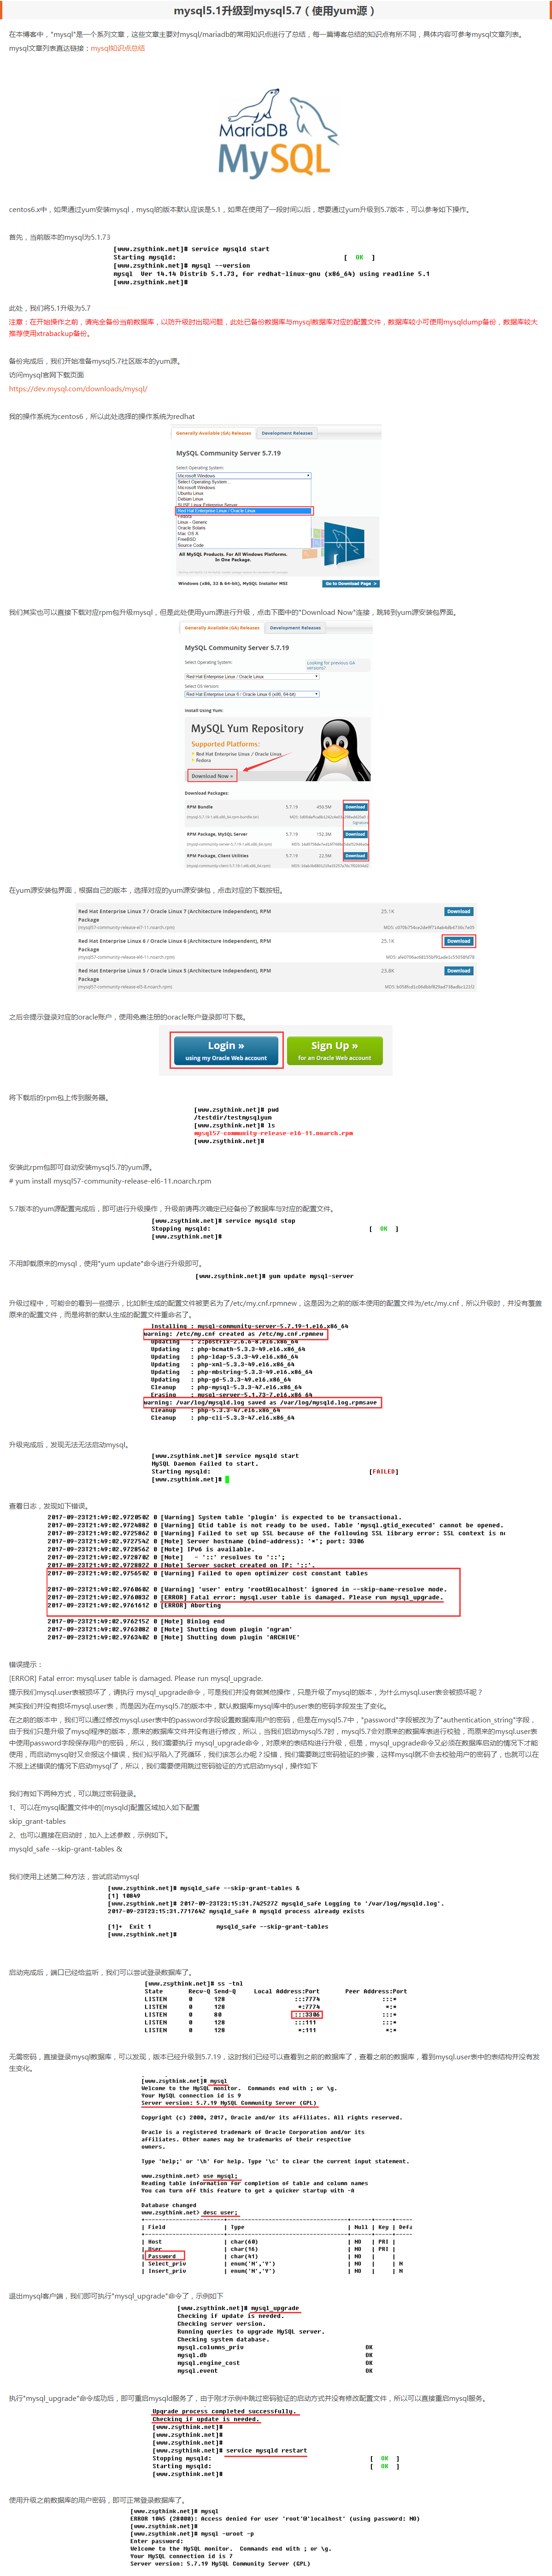 mysql5.1升级到mysql5.7（使用yum源）
在本博客中，"mysql"是一个系列文章，这些文章主要对mysql/mariadb的常用知识点进行了总结，每一篇博客总结的知识点有所不同，具体内容可参考mysql文章列表。
mysql文章列表直达链接：mysql知识点总结
MariaDB
MySQL
centos6.x中，如果通过yum安装mysql，mysql的版本默认应该是5.1，如果在使用了一段时间以后，想要通过yum升级到5.7版本，可以参考如下操作。
首先，当前版本的mysql为5.1.73
[www.zsythink.net]# service mysqld start
Starting mysqld: [ OK ]
[www.zsythink.net]# mysql --version
mysql Ver 14.14 Distrib 5.1.73, for redhat-linux-gnu (x86_64) using readline 5.1
[www.zsythink.net]#
此处，我们将5.1升级为5.7
注意：在开始操作之前，请完全备份当前数据库，以防升级时出现问题，此处已备份数据库与mysql数据库对应的配置文件，数据库较小可使用mysqldump备份，数据库较大
推荐使用xtrabackup备份。
备份完成后，我们开始准备mysql5.7社区版本的yum源。
访问mysql官网下载页面
https://dev.mysql.com/downloads/mysql/
我的操作系统为centos6，所以此处选择的操作系统为redhat
Generally Available (GA) Releases Development Releases
MySQL Community Server 5.7.19
Select Operating System:
Microsoft Windows
Select Operating System...
Microsoft Windows
Ubuntu Linux
Debian Linux
SUSE Linux Enterprise Server
Red Hat Enterprise Linux / Oracle Linux
Fedora
Linux - Generic
Oracle Solaris
Mac OS X
FreeBSD
Source Code
All MySQL Products. For All Windows Platforms.
In One Package.
Windows (x86, 32 & 64-bit), MySQL Installer MSI Go to Download Page >
我们其实也可以直接下载对应rpm包升级mysql，但是此处使用yum源进行升级，点击下图中的"Download Now"连接，跳转到yum源安装包界面。
Generally Available (GA) Releases Development Releases
MySQL Community Server 5.7.19
Select Operating System:
Looking for previous GA
versions?
Red Hat Enterprise Linux / Oracle Linux
Select OS Version:
Red Hat Enterprise Linux 6 / Oracle Linux 6 (x86, 64-bit)
Install Using Yum:
MySQL Yum Repository
Supported Platforms:
Red Hat Enterprise Linux / Oracle Linux
Fedora
Download Now »
Download Packages:
RPM Bundle 5.7.19 450.5M Download
Signature
RPM Package, MySQL Server 5.7.19 152.3M Download
RPM Package, Client Utilities 5.7.19 22.9M Download
在yum源安装包界面，根据自己的版本，选择对应的yum源安装包，点击对应的下载按钮。
Red Hat Enterprise Linux 7 / Oracle Linux 7 (Architecture Independent), RPM 25.1K Download
Package
(mysql57-community-release-el7-11.noarch.rpm)
Red Hat Enterprise Linux 6 / Oracle Linux 6 (Architecture Independent), RPM 25.1K Download
Package
(mysql57-community-release-el6-11.noarch.rpm)
Red Hat Enterprise Linux 5 / Oracle Linux 5 (Architecture Independent), RPM 23.8K Download
Package
之后会提示登录对应的oracle账户，使用免费注册的oracle账户登录即可下载。
Login » Sign Up »
using my Oracle Web account for an Oracle Web account
将下载后的rpm包上传到服务器。
[www.zsythink.net]# pwd
/testdir/testmysqlyum
[www.zsythink.net]# ls
mysql57-community-release-el6-11.noarch.rpm
[www.zsythink.net]#
安装此rpm包即可自动安装mysql5.7的yum源。
# yum install mysql57-community-release-el6-11.noarch.rpm
5.7版本的yum源配置完成后，即可进行升级操作，升级前请再次确定已经备份了数据库与对应的配置文件。
[www.zsythink.net]# service mysqld stop
Stopping mysqld: [ OK ]
[www.zsythink.net]#
不用卸载原来的mysql，使用"yum update"命令进行升级即可。
[www.zsythink.net]# yum update mysql-server
升级过程中，可能会的看到一些提示，比如新生成的配置文件被更名为了/etc/my.cnf.rpmnew，这是因为之前的版本使用的配置文件为/etc/my.cnf，所以升级时，并没有覆盖
原来的配置文件，而是将新的默认生成的配置文件重命名了。
Installing : mysql-community-server-5.7.19-1.el6.x86_64
warning: /etc/my.cnf created as /etc/my.cnf.rpmnew
Updating : 2:postfix-2.6.6-8.el6.x86_64
Updating : php-bcmath-5.3.3-49.el6.x86_64
Updating : php-ldap-5.3.3-49.el6.x86_64
Updating : php-xml-5.3.3-49.el6.x86_64
Updating : php-mbstring-5.3.3-49.el6.x86_64
Updating : php-gd-5.3.3-49.el6.x86_64
Cleanup : php-mysql-5.3.3-47.el6.x86_64
Erasing : mysql-server-5.1.73-7.el6.x86_64
warning: /var/log/mysqld.log saved as /var/log/mysqld.log.rpmsave
Cleanup : php-5.3.3-47.el6.x86_64
Cleanup : php-cli-5.3.3-47.el6.x86_64
升级完成后，发现无法无法启动mysql。
[www.zsythink.net]# service mysqld start
MySQL Daemon failed to start.
Starting mysqld: [FAILED]
[www.zsythink.net]#
查看日志，发现如下错误。
2017-09-23T21:49:02.972050Z 0 [Warning] System table 'plugin' is expected to be transactional.
2017-09-23T21:49:02.972488Z 0 [Warning] Gtid table is not ready to be used. Table 'mysql.gtid_executed' cannot be opened.
2017-09-23T21:49:02.972586Z 0 [Warning] Failed to set up SSL because of the following SSL library error: SSL context is no
2017-09-23T21:49:02.972754Z 0 [Note] Server hostname (bind-address): '*'; port: 3306
2017-09-23T21:49:02.972856Z 0 [Note] IPv6 is available.
2017-09-23T21:49:02.972870Z 0 [Note] - '::' resolves to '::';
2017-09-23T21:49:02.972882Z 0 [Note] Server socket created on IP: '::'.
2017-09-23T21:49:02.975650Z 0 [Warning] Failed to open optimizer cost constant tables
2017-09-23T21:49:02.976060Z 0 [Warning] 'user' entry 'root@localhost' ignored in --skip-name-resolve mode.
2017-09-23T21:49:02.976083Z 0 [ERROR] Fatal error: mysql.user table is damaged. Please run mysql_upgrade.
2017-09-23T21:49:02.976161Z 0 [ERROR] Aborting
2017-09-23T21:49:02.976215Z 0 [Note] Binlog end
2017-09-23T21:49:02.976308Z 0 [Note] Shutting down plugin 'ngram'
2017-09-23T21:49:02.976340Z 0 [Note] Shutting down plugin 'ARCHIVE'
错误提示：
[ERROR] Fatal error: mysql.user table is damaged. Please run mysql_upgrade.
提示我们mysql.user表被损坏了，请执行 mysql_upgrade命令，可是我们并没有做其他操作，只是升级了mysql的版本，为什么mysql.user表会被损坏呢？
其实我们并没有损坏mysql.user表，而是因为在mysql5.7的版本中，默认数据库mysql库中的user表的密码字段发生了变化。
在之前的版本中，我们可以通过修改mysql.user表中的password字段设置数据库用户的密码，但是在mysql5.7中，"password"字段被改为了"authentication_string"字段，
由于我们只是升级了mysql程序的版本，原来的数据库文件并没有进行修改，所以，当我们启动mysql5.7时，mysql5.7会对原来的数据库表进行校验，而原来的mysql.user表
中使用password字段保存用户的密码，所以，我们需要执行 mysql_upgrade命令，对原来的表结构进行升级，但是，mysql_upgrade命令又必须在数据库启动的情况下才能
使用，而启动mysql时又会报这个错误，我们似乎陷入了死循环，我们该怎么办呢？没错，我们需要跳过密码验证的步骤，这样mysql就不会去校验用户的密码了，也就可以在
不报上述错误的情况下启动mysql了，所以，我们需要使用跳过密码验证的方式启动mysql，操作如下
我们有如下两种方式，可以跳过密码登录。
1、可以在mysql配置文件中的[mysqld]配置区域加入如下配置
skip_grant-tables
2、也可以直接在启动时，加入上述参数，示例如下。
mysqld_safe --skip-grant-tables &
我们使用上述第二种方法，尝试启动mysql
[www.zsythink.net]# mysqld_safe --skip-grant-tables &
[1] 10849
[www.zsythink.net]# 2017-09-23T23:15:31.742527Z mysqld_safe Logging to '/var/log/mysqld.log'.
2017-09-23T23:15:31.771764Z mysqld_safe A mysqld process already exists
[1]+ Exit 1 mysqld_safe --skip-grant-tables
[www.zsythink.net]#
启动完成后，端口已经给监听，我们可以尝试登录数据库了。
[www.zsythink.net]# ss -tnl
State Recv-Q Send-Q Local Address:Port Peer Address:Port
LISTEN 0 128 :::7774 :::*
LISTEN 0 128 *:7774 *:*
LISTEN 0 80 :::3306 :::*
LISTEN 0 128 :::111 :::*
LISTEN 0 128 *:111 *:*
无需密码，直接登录mysql数据库，可以发现，版本已经升级到5.7.19，这时我们已经可以查看到之前的数据库了，查看之前的数据库，看到mysql.user表中的表结构并没有发
生变化。
[www.zsythink.net]# mysql
Welcome to the MySQL monitor. Commands end with ; or \g.
Your MySQL connection id is 9
Server version: 5.7.19 MySQL Community Server (GPL)
Copyright (c) 2000, 2017, Oracle and/or its affiliates. All rights reserved.
Oracle is a registered trademark of Oracle Corporation and/or its
affiliates. Other names may be trademarks of their respective
owners.
Type 'help;' or '\h' for help. Type '\c' to clear the current input statement.
www.zsythink.net> use mysql;
Reading table information for completion of table and column names
You can turn off this feature to get a quicker startup with -A
Database changed
www.zsythink.net> desc user;
| Field | Type | Null | Key | Defa
| Host | char(60) | NO | PRI |
| User | char(16) | NO | PRI |
| Password | char(41) | NO | |
| Select_priv | enum('N','Y') | NO | | N
| Insert_priv | enum('N','Y') | NO | | N
退出mysql客户端，我们即可执行"mysql_upgrade"命令了，示例如下
[www.zsythink.net]# mysql_upgrade
Checking if update is needed.
Checking server version.
Running queries to upgrade MySQL server.
Checking system database.
mysql.columns_priv OK
mysql.db OK
mysql.engine_cost OK
mysql.event OK
执行"mysql_upgrade"命令成功后，即可重启mysqld服务了，由于刚才示例中跳过密码验证的启动方式并没有修改配置文件，所以可以直接重启mysql服务。
Upgrade process completed successfully.
Checking if update is needed.
[www.zsythink.net]#
[www.zsythink.net]#
[www.zsythink.net]#
[www.zsythink.net]# service mysqld restart
Stopping mysqld: [ OK ]
Starting mysqld: [ OK ]
[www.zsythink.net]#
使用升级之前数据库的用户密码，即可正常登录数据库了。
[www.zsythink.net]# mysql
ERROR 1045 (28000): Access denied for user 'root'@'localhost' (using password: NO)
[www.zsythink.net]#
[www.zsythink.net]# mysql -uroot -p
Enter password:
Welcome to the MySQL monitor. Commands end with ; or \g.
Your MySQL connection id is 7
Server version: 5.7.19 MySQL Community Server (GPL)